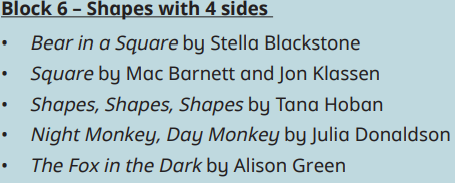 Block 6 – Shapes with 4 sides
• Bear in a Square by Stella Blackstone
• Square by Mac Barnett and Jon Klassen
• Shapes, Shapes, Shapes by Tana Hoban
• Night Monkey, Day Monkey by Julia Donaldson
• The Fox in the Dark by Alison Green